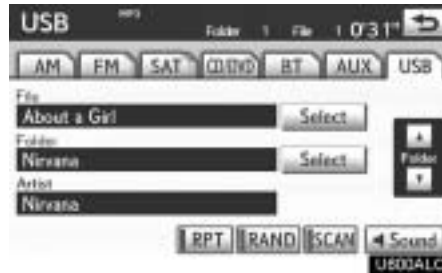 USB MP3 Folder 1 File 1 0'31"
AM FM SAT CD/DVD BT AUX USB
File
About a Girl Select
Folder
Nirvana Select
Folder
Artist
Nirvana
RPT RAND SCAN Sound
U800ALC